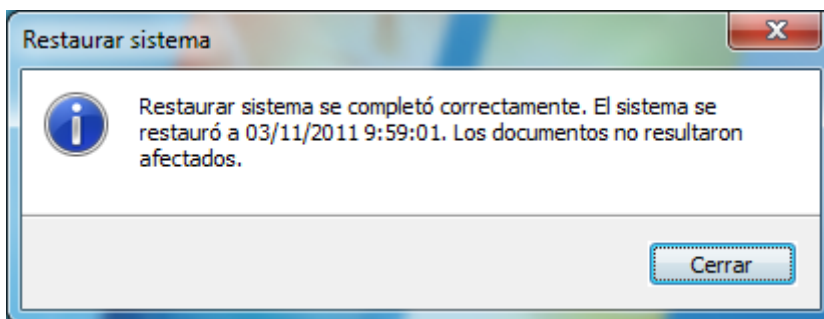 Restaurar sistema
Restaurar sistema se completó correctamente. El sistema se
restauró a 03/11/2011 9:59:01. Los documentos no resultaron
afectados.
Cerrar